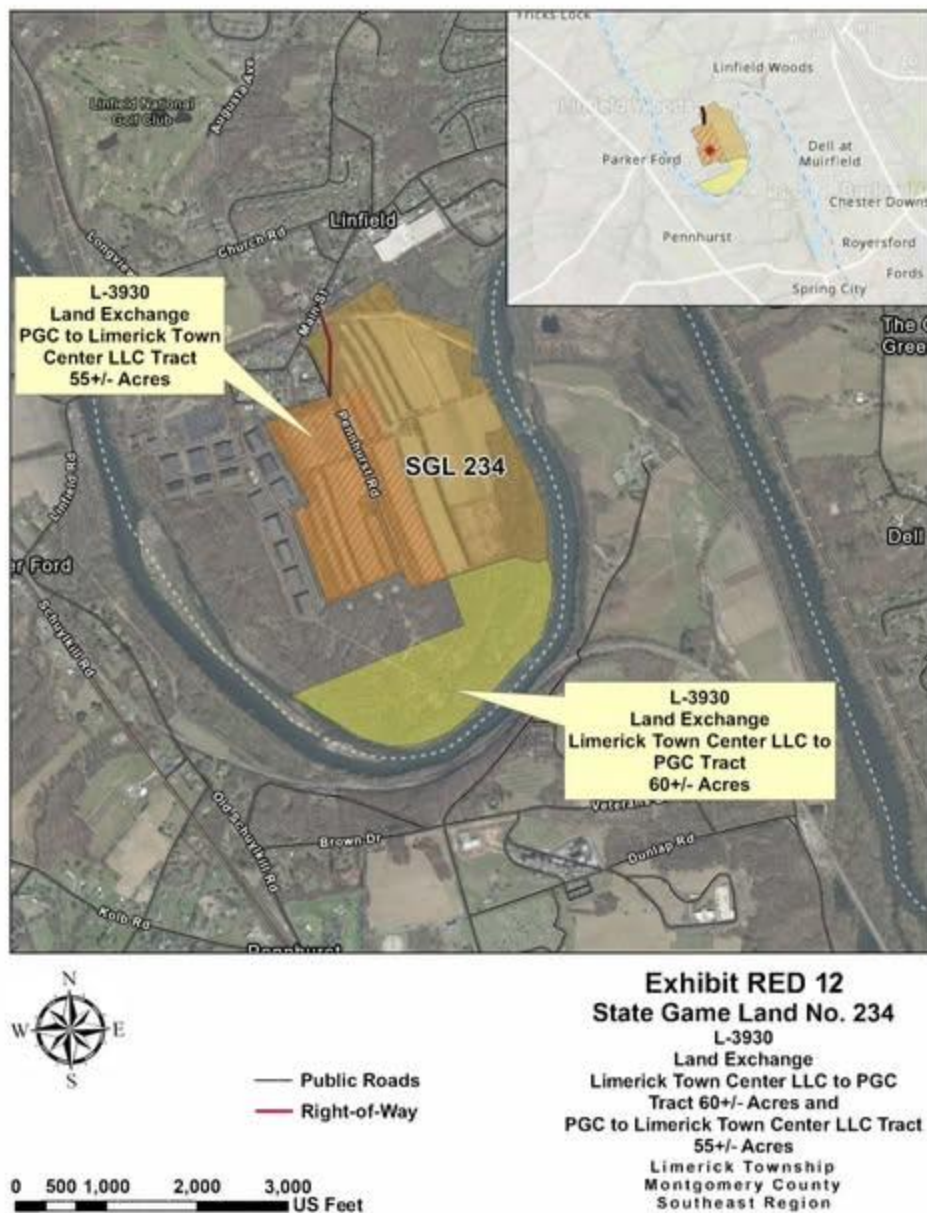 Fricks Lock
Linfield Woods
Parker Ford
Dell at
Muirfield
Chester Downs
Pennhurst
Royersford
Fords
Spring City
Linfield National
Golf Club
Augusta Ave
Linfield
Church Rd
Longview
Main St
L-3930
Land Exchange
PGC to Limerick Town
Center LLC Tract
55+/- Acres
Pennhurst Rd
SGL 234
Linfield Rd
er Ford
Schuylkill Rd
Dell
L-3930
Land Exchange
Limerick Town Center LLC to
PGC Tract
60+/- Acres
Old Schuylkill Rd
Brown Dr
Veterans
Dunlap Rd
Kolb Rd
Pennhurst
N
W E
S
Public Roads
Right-of-Way
0 500 1,000 2,000 3,000
US Feet
Exhibit RED 12
State Game Land No. 234
L-3930
Land Exchange
Limerick Town Center LLC to PGC
Tract 60+/- Acres and
PGC to Limerick Town Center LLC Tract
55+/- Acres
Limerick Township
Montgomery County
Southeast Region